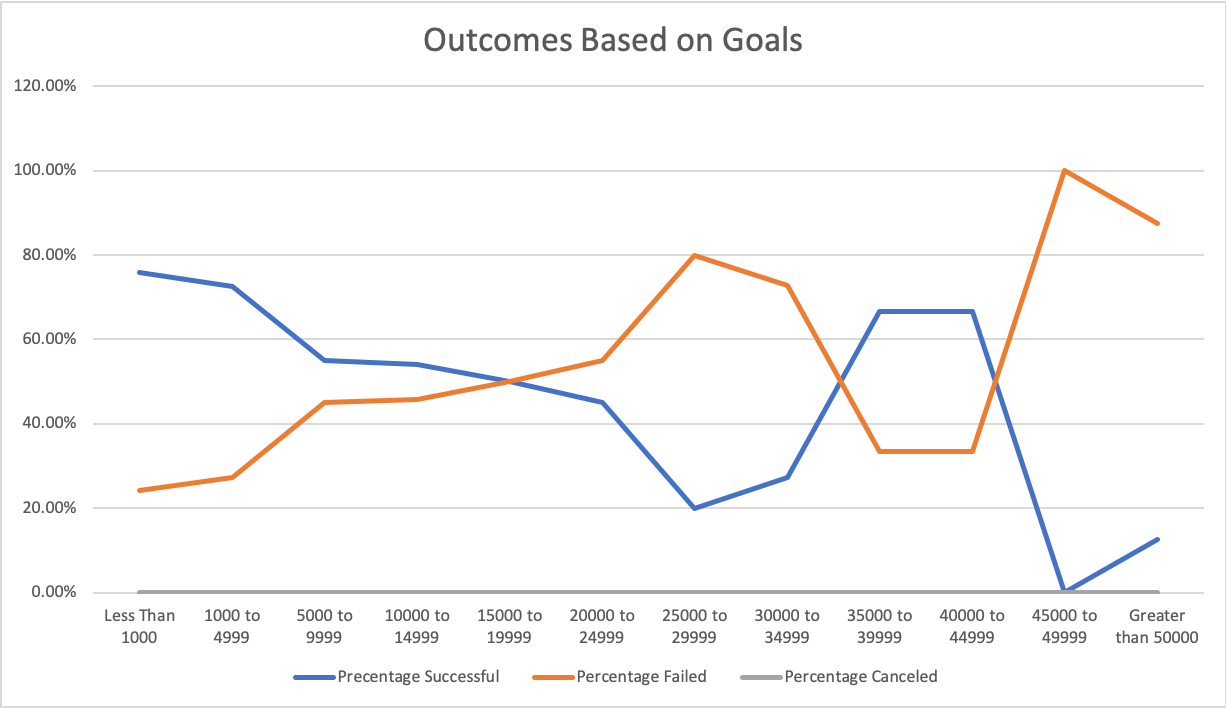 Outcomes Based on Goals
120.00%
100.00%
80.00%
60.00%
40.00%
20.00%
0.00%
Less Than 1000 to 5000 to 10000 to 15000 to 20000 to 25000 to 30000 to 35000 to 40000 to 45000 to Greater
1000 4999 9999 14999 19999 24999 29999 34999 39999 44999 49999 than 50000
Precentage Successful Percentage Failed Percentage Canceled